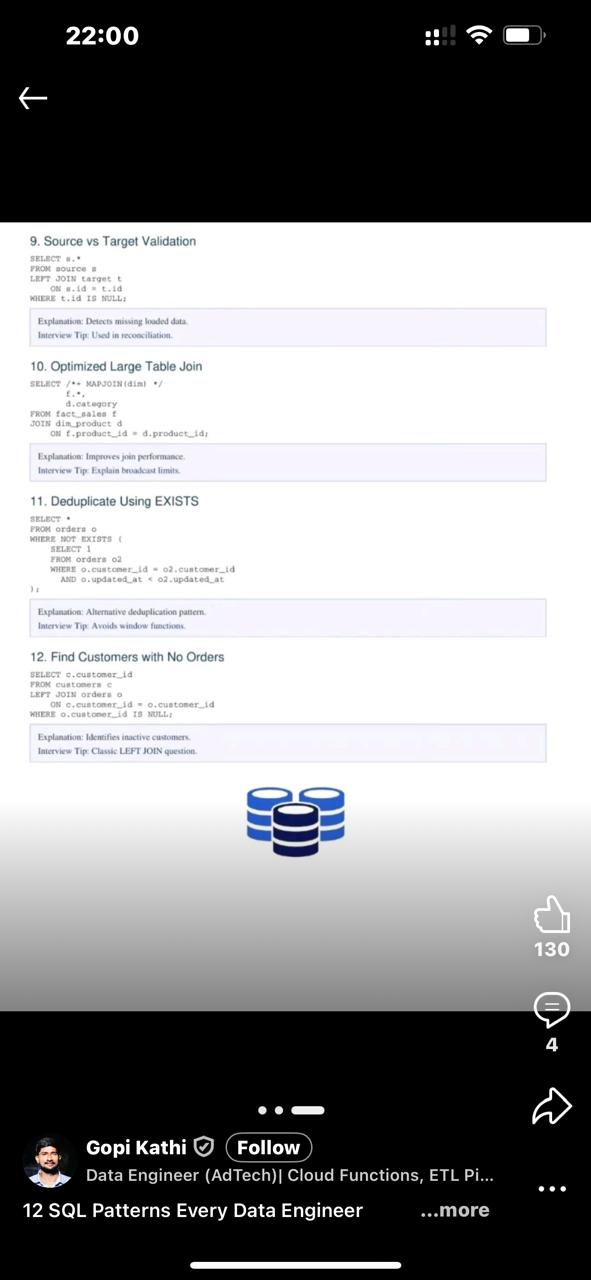 22:00
9. Source vs Target Validation
SELECT s.*
FROM source s
LEFT JOIN target t
ON s.id = t.id
WHERE t.id IS NULL;
Explanation: Detects missing loaded data.
Interview Tip: Used in reconciliation.
10. Optimized Large Table Join
SELECT /*+ MAPJOIN(dim) */
f.*,
d.category
FROM fact_sales f
JOIN dim_product d
ON f.product_id = d.product_id;
Explanation: Improves join performance.
Interview Tip: Explain broadcast limits.
11. Deduplicate Using EXISTS
SELECT *
FROM orders o
WHERE NOT EXISTS (
SELECT 1
FROM orders o2
WHERE o.customer_id = o2.customer_id
AND o.updated_at < o2.updated_at
);
Explanation: Alternative deduplication pattern.
Interview Tip: Avoids window functions.
12. Find Customers with No Orders
SELECT c.customer_id
FROM customers c
LEFT JOIN orders o
ON c.customer_id = o.customer_id
WHERE o.customer_id IS NULL;
Explanation: Identifies inactive customers.
Interview Tip: Classic LEFT JOIN question.
130
4
Gopi Kathi Follow
Data Engineer (AdTech)| Cloud Functions, ETL Pi...
12 SQL Patterns Every Data Engineer ...more